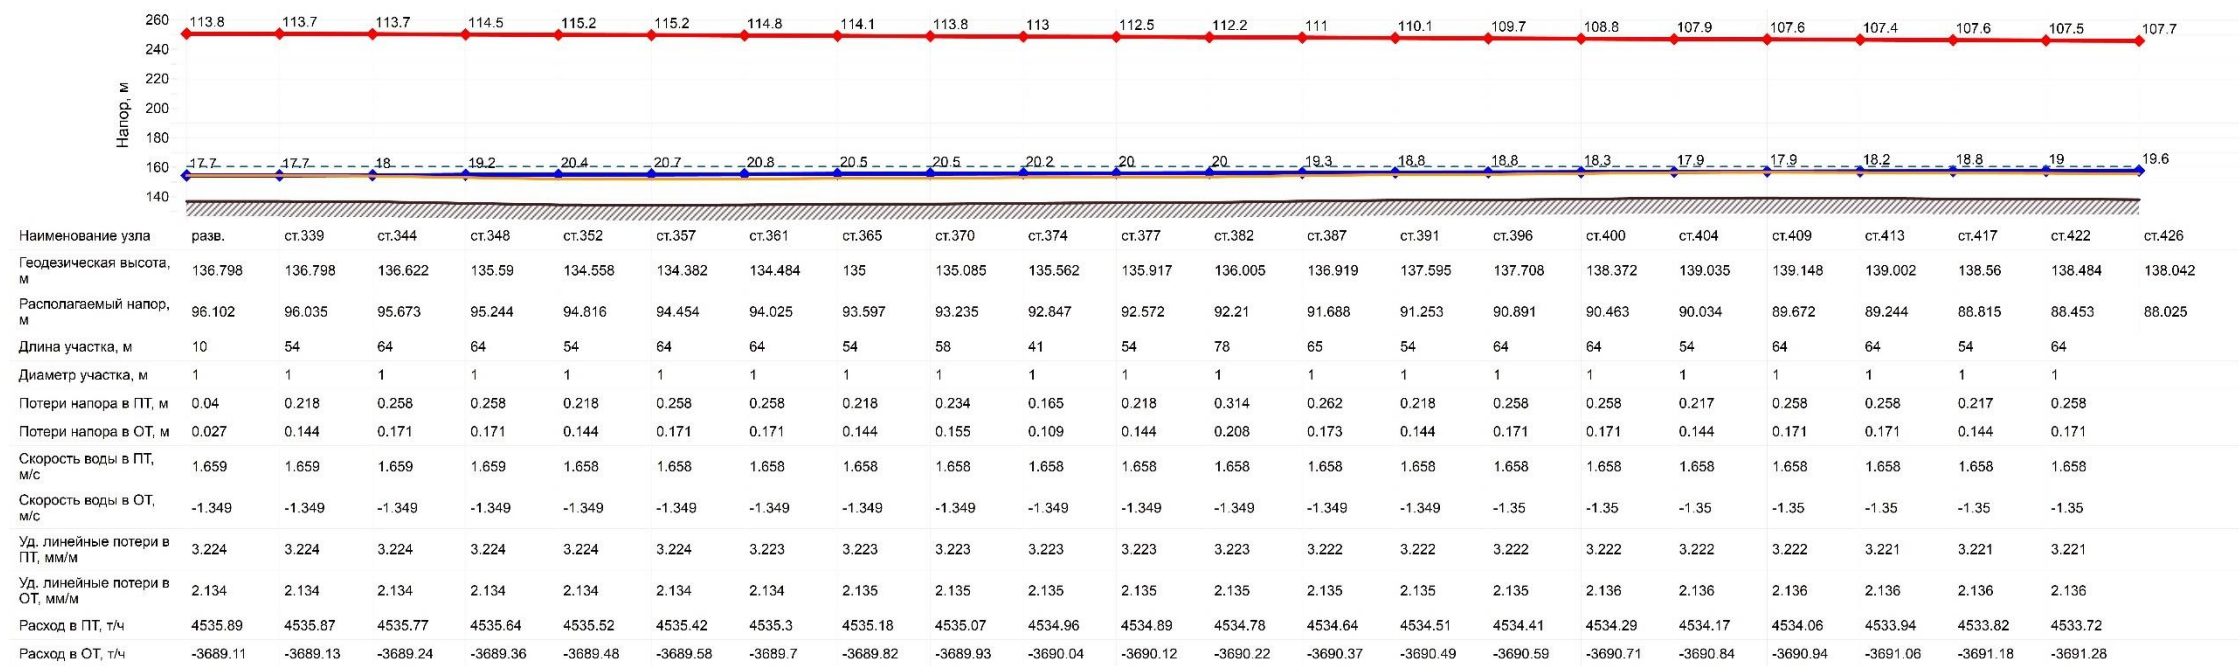 260
113.8 113.7 113.7 114.5 115.2 115.2 114.8 114.1 113.8 113 112.5 112.2 111 110.1 109.7 108.8 107.9 107.6 107.4 107.6 107.5 107.7
240
220
Напор, м
200
180
160
17.7 17.7 18 19.2 20.4 20.7 20.8 20.5 20.5 20.2 20 20 19.3 18.8 18.8 18.3 17.9 17.9 18.2 18.8 19 19.6
140
Наименование узла разв. ст.339 ст.344 ст.348 ст.352 ст.357 ст.361 ст.365 ст.370 ст.374 ст.377 ст.382 ст.387 ст.391 ст.396 ст.400 ст.404 ст.409 ст.413 ст.417 ст.422 ст.426
Геодезическая высота,
м 136.798 136.798 136.622 135.59 134.558 134.382 134.484 135 135.085 135.562 135.917 136.005 136.919 137.595 137.708 138.372 139.035 139.148 139.002 138.56 138.484 138.042
Располагаемый напор,
м 96.102 96.035 95.673 95.244 94.816 94.454 94.025 93.597 93.235 92.847 92.572 92.21 91.688 91.253 90.891 90.463 90.034 89.672 89.244 88.815 88.453 88.025
Длина участка, м 10 54 64 64 54 64 64 54 58 41 54 78 65 54 64 64 54 64 64 54 64
Диаметр участка, м 1 1 1 1 1 1 1 1 1 1 1 1 1 1 1 1 1 1 1 1 1
Потери напора в ПТ, м 0.04 0.218 0.258 0.258 0.218 0.258 0.258 0.218 0.234 0.165 0.218 0.314 0.262 0.218 0.258 0.258 0.217 0.258 0.258 0.217 0.258
Потери напора в ОТ, м 0.027 0.144 0.171 0.171 0.144 0.171 0.171 0.144 0.155 0.109 0.144 0.208 0.173 0.144 0.171 0.171 0.144 0.171 0.171 0.144 0.171
Скорость воды в ПТ,
м/с 1.659 1.659 1.659 1.659 1.658 1.658 1.658 1.658 1.658 1.658 1.658 1.658 1.658 1.658 1.658 1.658 1.658 1.658 1.658 1.658 1.658
Скорость воды в ОТ,
м/с -1.349 -1.349 -1.349 -1.349 -1.349 -1.349 -1.349 -1.349 -1.349 -1.349 -1.349 -1.349 -1.349 -1.349 -1.35 -1.35 -1.35 -1.35 -1.35 -1.35 -1.35
Уд. линейные потери в
ПТ, мм/м 3.224 3.224 3.224 3.224 3.224 3.224 3.223 3.223 3.223 3.223 3.223 3.223 3.222 3.222 3.222 3.222 3.222 3.222 3.221 3.221 3.221
Уд. линейные потери в
ОТ, мм/м 2.134 2.134 2.134 2.134 2.134 2.134 2.134 2.135 2.135 2.135 2.135 2.135 2.135 2.135 2.135 2.136 2.136 2.136 2.136 2.136 2.136
Расход в ПТ, т/ч 4535.89 4535.87 4535.77 4535.64 4535.52 4535.42 4535.3 4535.18 4535.07 4534.96 4534.89 4534.78 4534.64 4534.51 4534.41 4534.29 4534.17 4534.06 4533.94 4533.82 4533.72
Расход в ОТ, т/ч -3689.11 -3689.13 -3689.24 -3689.36 -3689.48 -3689.58 -3689.7 -3689.82 -3689.93 -3690.04 -3690.12 -3690.22 -3690.37 -3690.49 -3690.59 -3690.71 -3690.84 -3690.94 -3691.06 -3691.18 -3691.28